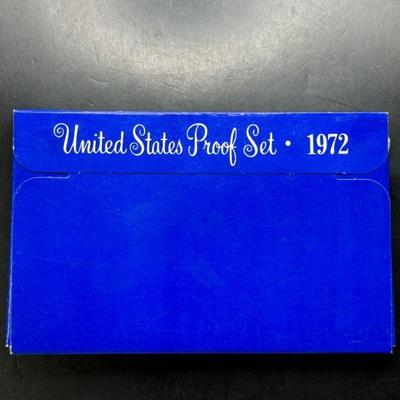 United States Proof Set • 1972